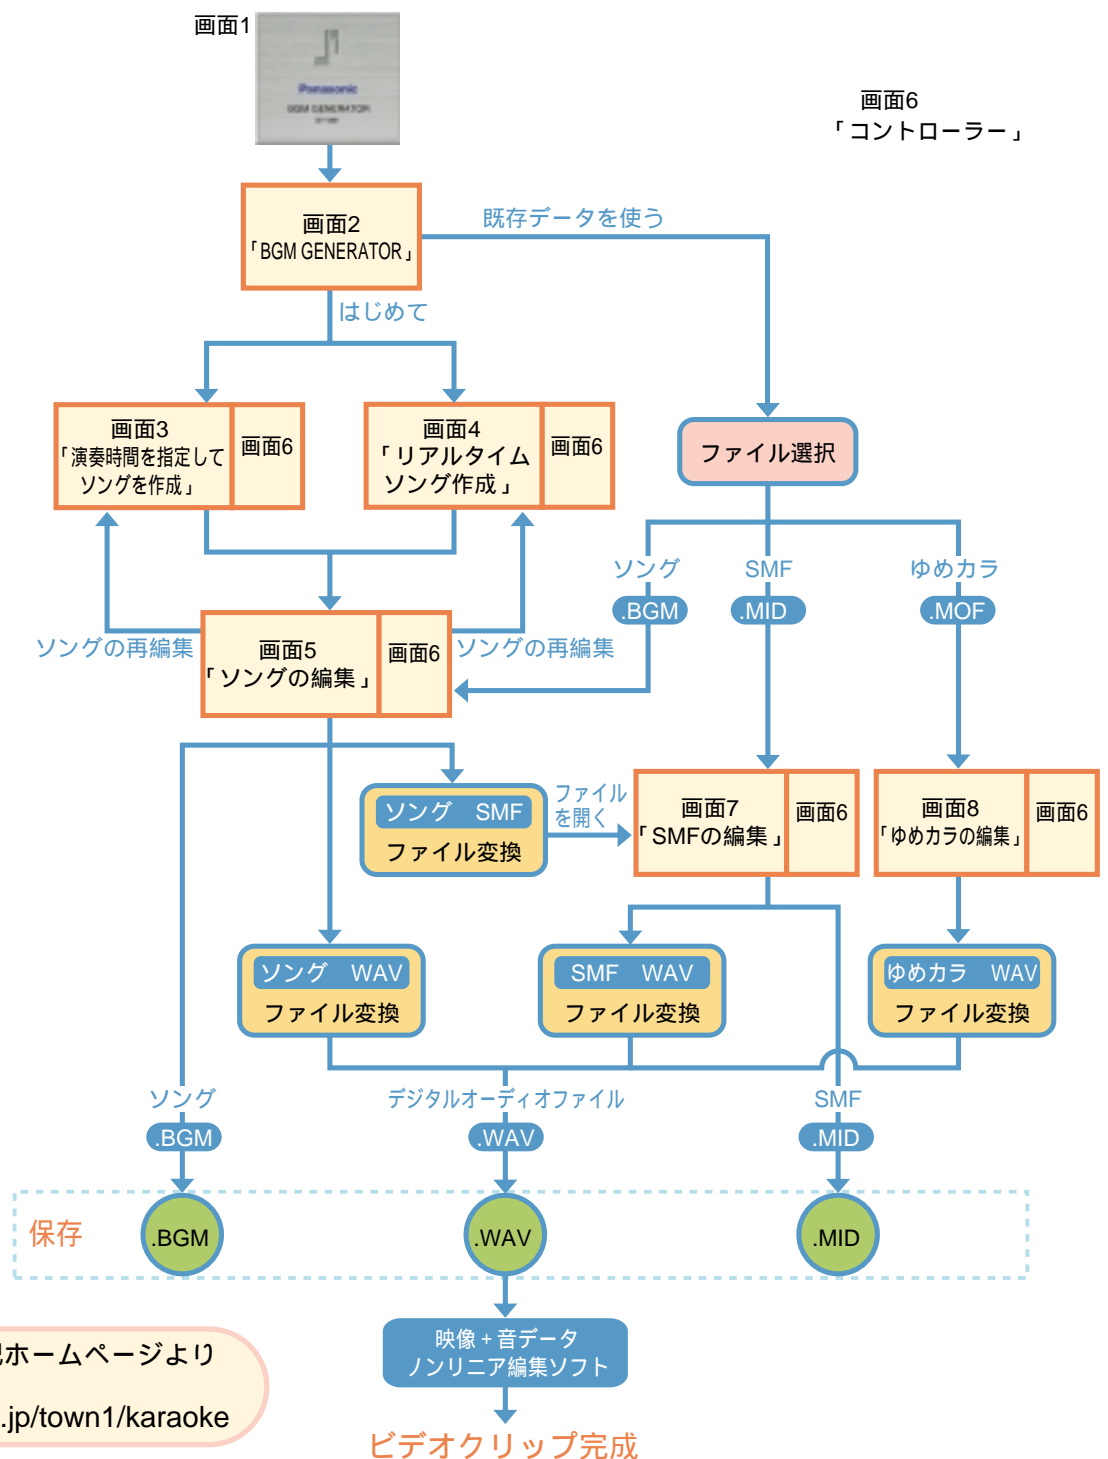 画面1
Panasonic
BGM GENERATOR
画面6
「コントローラー」
画面2
「BGM GENERATOR」
既存データを使う
はじめて
画面3
「演奏時間を指定して
ソングを作成」
画面6
画面4
「リアルタイム
ソング作成」
画面6
ファイル選択
ソング
.BGM
SMF
.MID
ゆめカラ
.MOF
ソングの再編集
画面5
「ソングの編集」
画面6
ソングの再編集
ソング SMF
ファイル変換
ファイル
を開く
画面7
「SMFの編集」
画面6
画面8
「ゆめカラの編集」
画面6
ソング WAV
ファイル変換
SMF WAV
ファイル変換
ゆめカラ WAV
ファイル変換
ソング
.BGM
デジタルオーディオファイル
.WAV
SMF
.MID
保存
.BGM
.WAV
.MID
映像+音データ
ノンリニア編集ソフト
ホームページより
.jp/town1/karaoke
ビデオクリップ完成